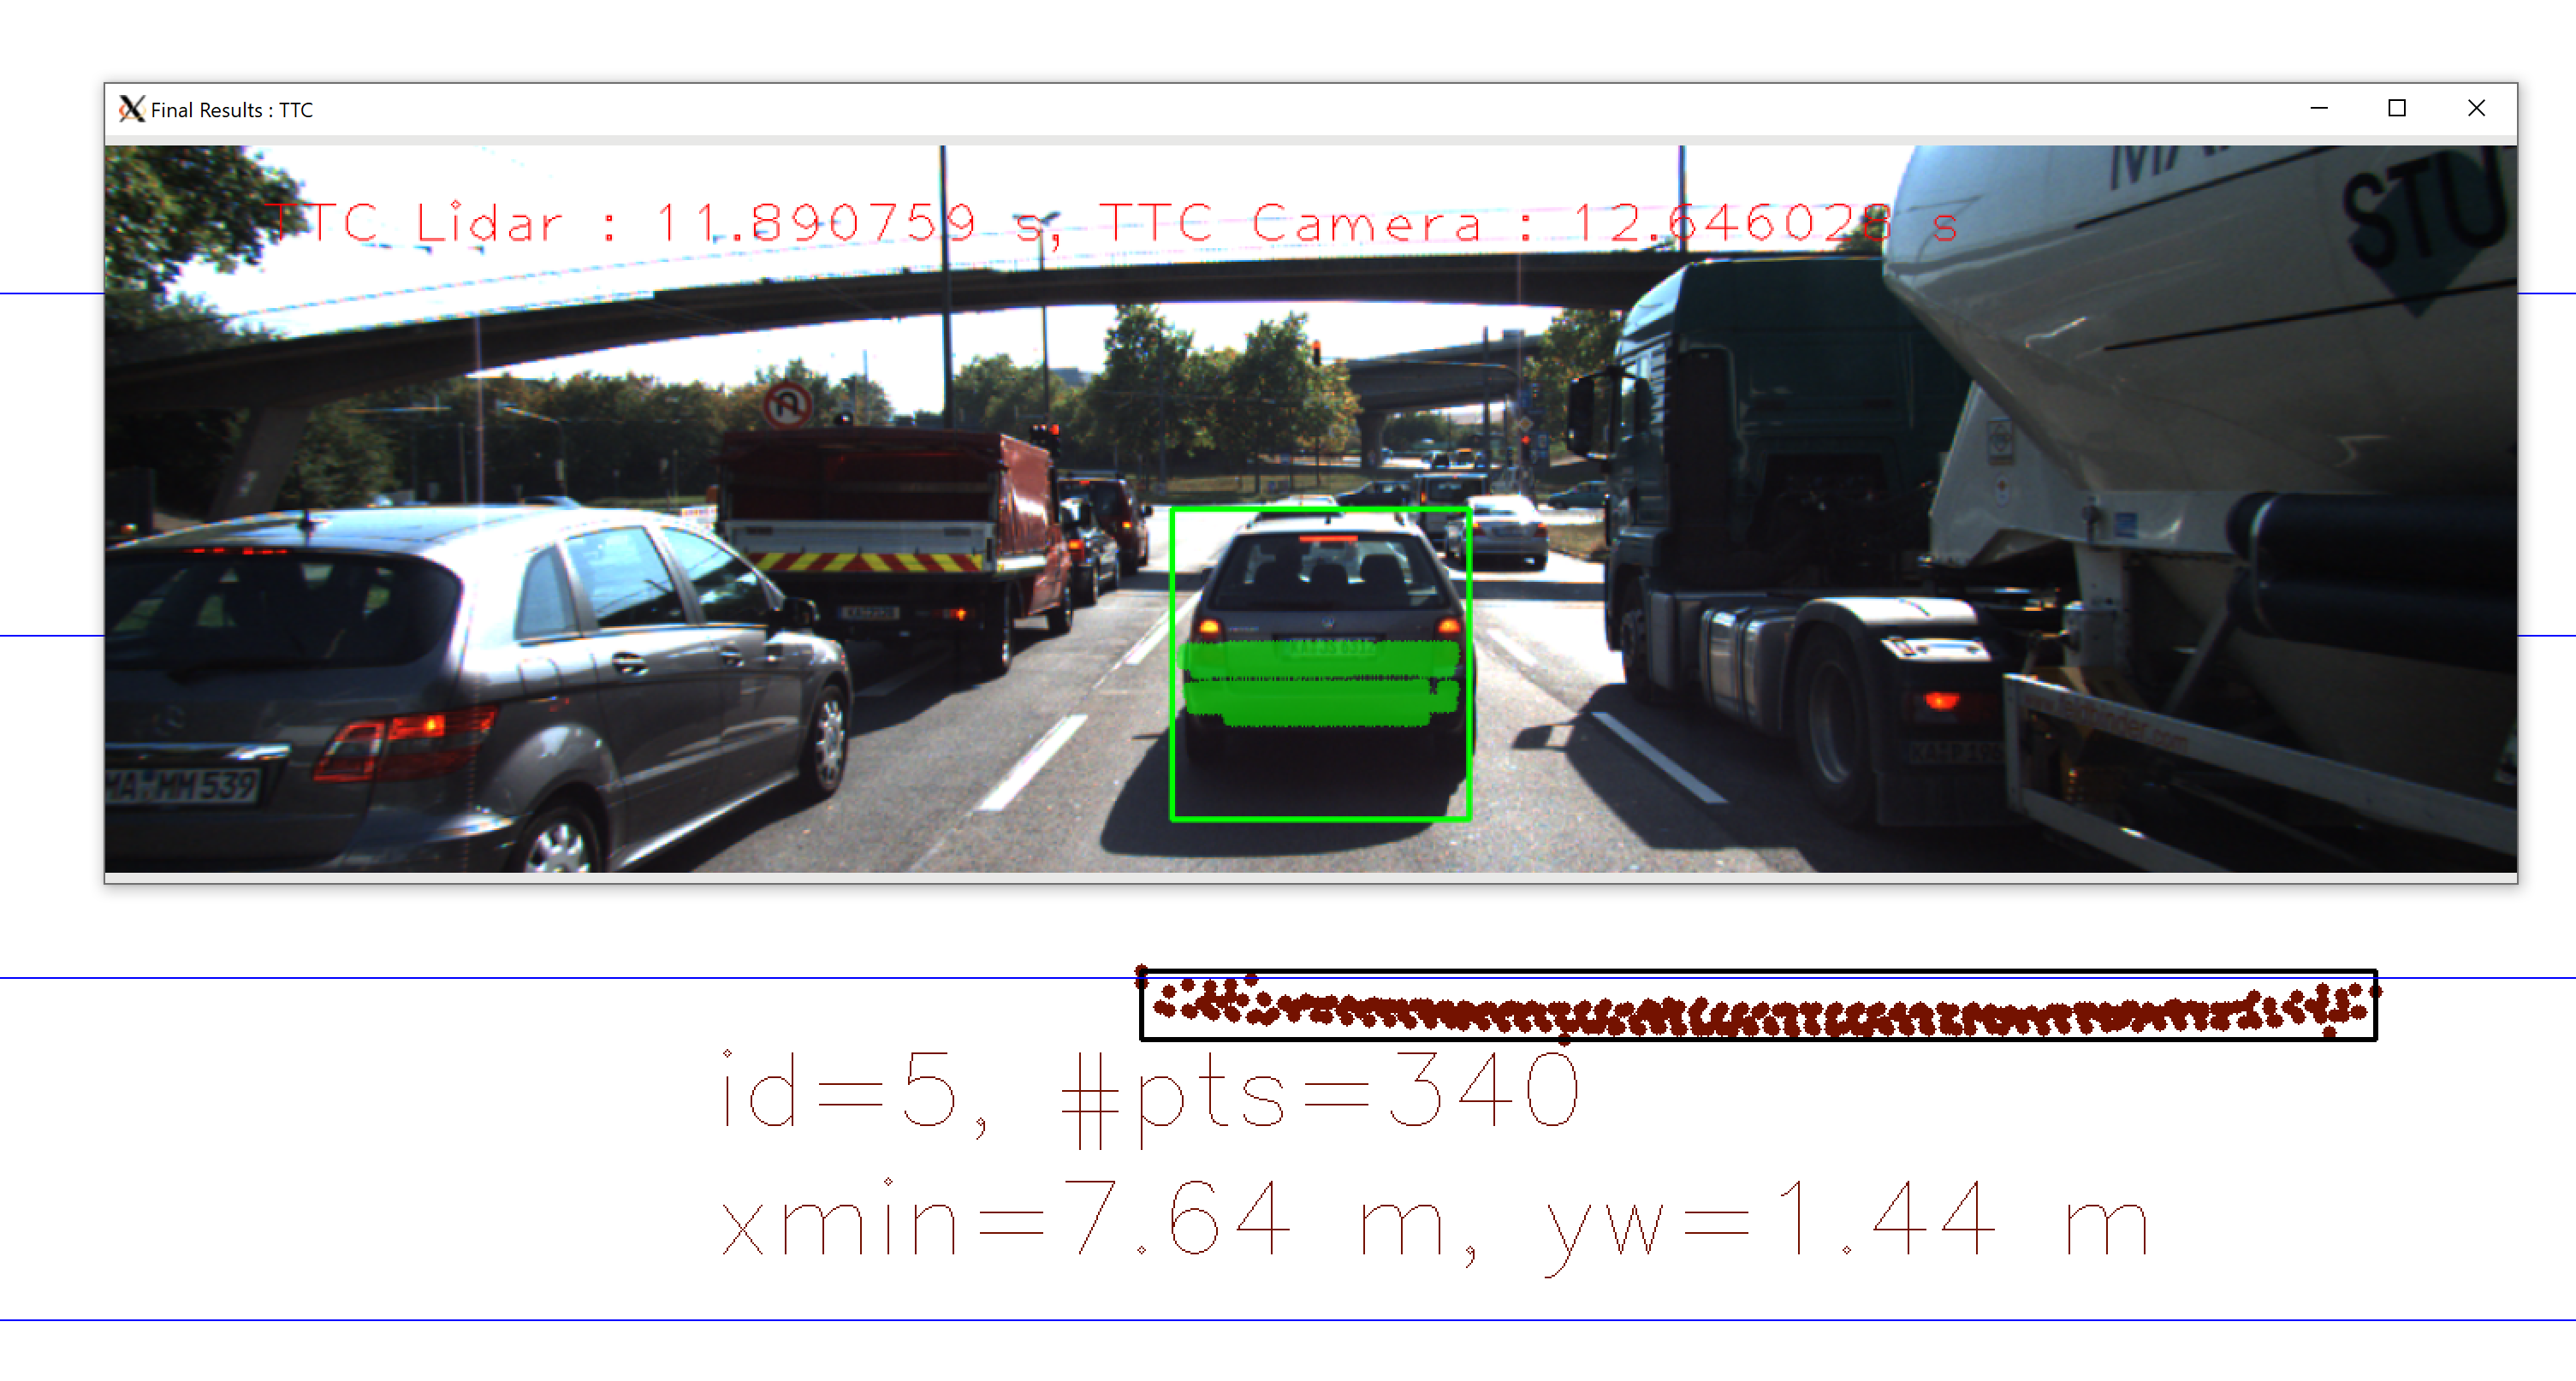 Final Results : TTC
TTC Lidar : 11.890759 s, TTC Camera : 12.646028 s
STU
MA MM 539
id=5, #pts=340
xmin=7.64 m, yw=1.44 m